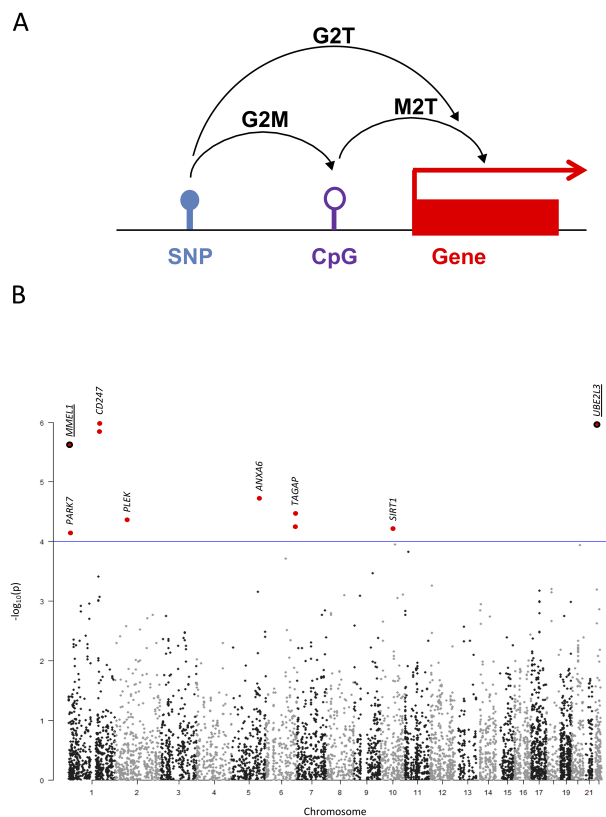 A
G2T
G2M
M2T
SNP
CpG
Gene
B
MMEL1
CD247
UBE2L3
PARK7
PLEK
ANXA6
TAGAP
SIRT1
6
5
4
3
2
1
0
-log10(p)
1 2 3 4 5 6 7 8 9 10 11 12 13 14 15 16 17 19 21
Chromosome